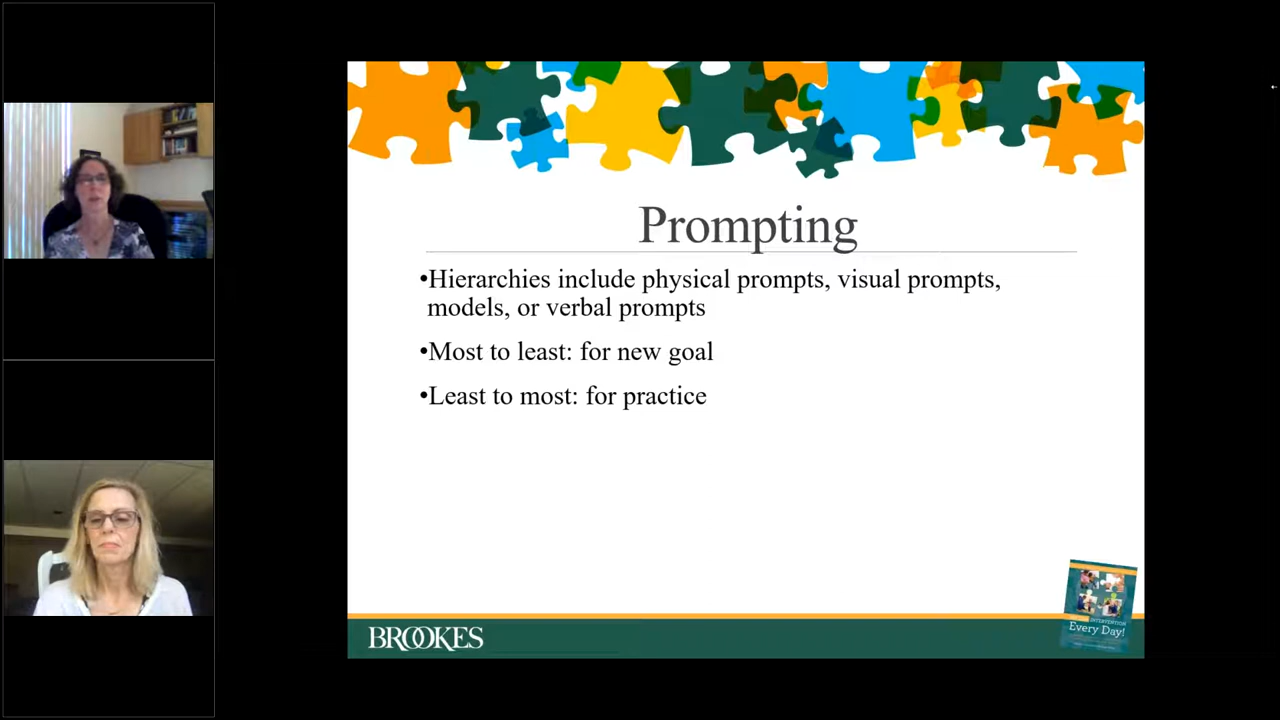 Prompting
•Hierarchies include physical prompts, visual prompts,
models, or verbal prompts
•Most to least: for new goal
•Least to most: for practice
BROOKES
INTERVENTION
Every Day!